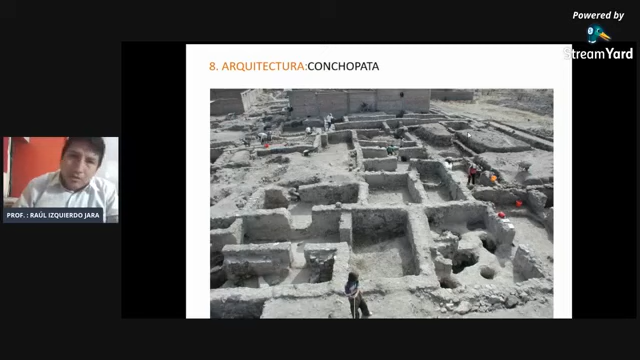 Powered by
StreamYard
8. ARQUITECTURA:CONCHOPATA
PROF. : RAÚL IZQUIERDO JARA